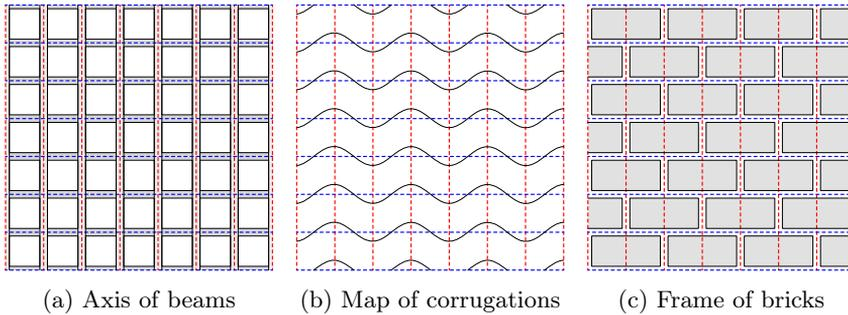 (a) Axis of beams
(b) Map of corrugations
(c) Frame of bricks